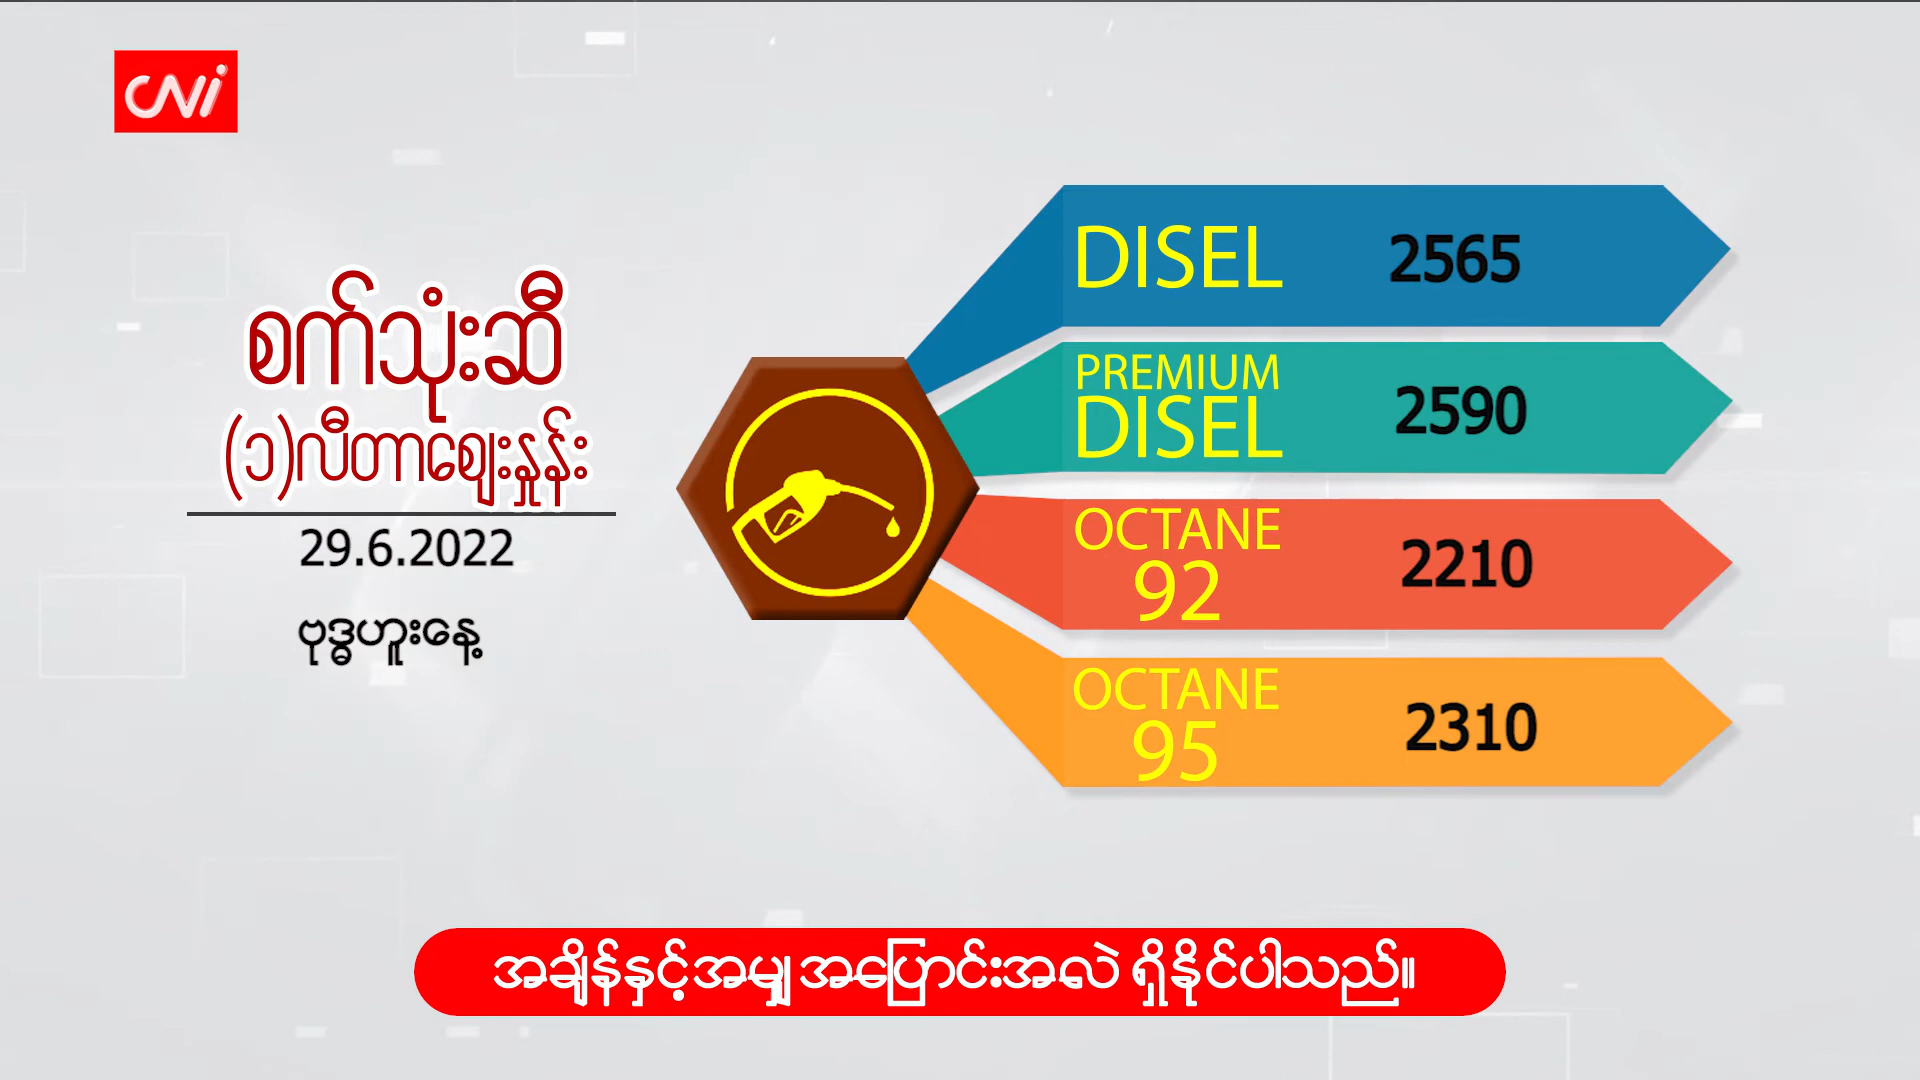 CNi
စက်သုံးဆီ
(၁)လီတာဈေးနှုန်း
29.6.2022
ဗုဒ္ဓဟူးနေ့
DISEL 2565
PREMIUM
DISEL 2590
OCTANE
92 2210
OCTANE
95 2310
အချိန်နှင့်အမျှ အပြောင်းအလဲ ရှိနိုင်ပါသည်။